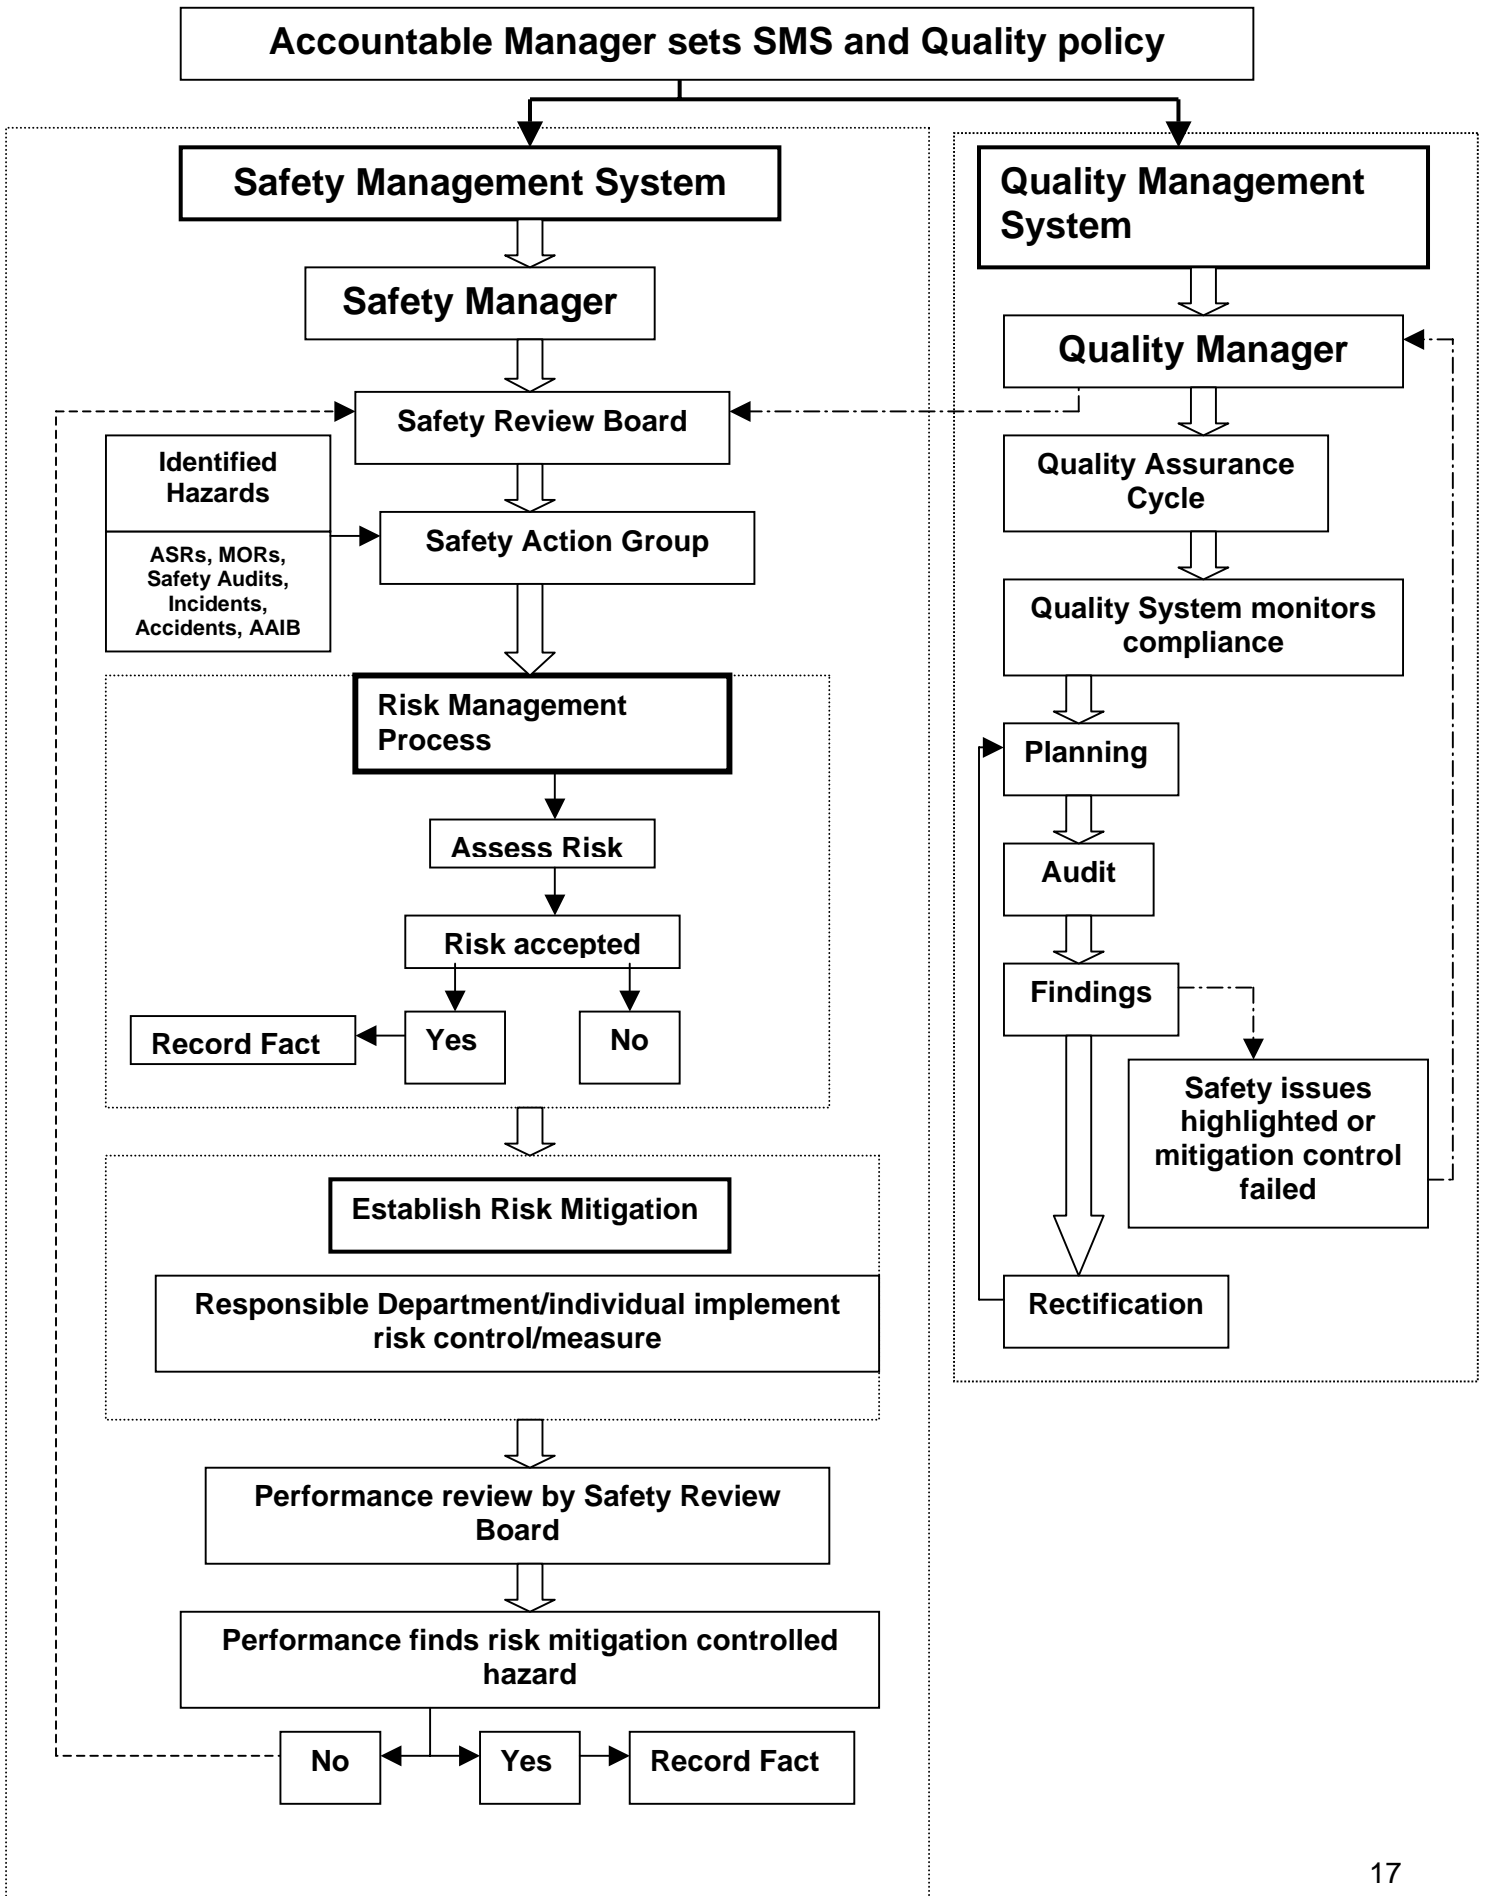 Accountable Manager sets SMS and Quality policy
Safety Management System
Safety Manager
Safety Review Board
Identified
Hazards
ASRs, MORs,
Safety Audits,
Incidents,
Accidents, AAIB
Safety Action Group
Risk Management
Process
Assess Risk
Risk accepted
Record Fact
Yes
No
Establish Risk Mitigation
Responsible Department/individual implement
risk control/measure
Performance review by Safety Review
Board
Performance finds risk mitigation controlled
hazard
No
Yes
Record Fact
Quality Management
System
Quality Manager
Quality Assurance
Cycle
Quality System monitors
compliance
Planning
Audit
Findings
Safety issues
highlighted or
mitigation control
failed
Rectification
17